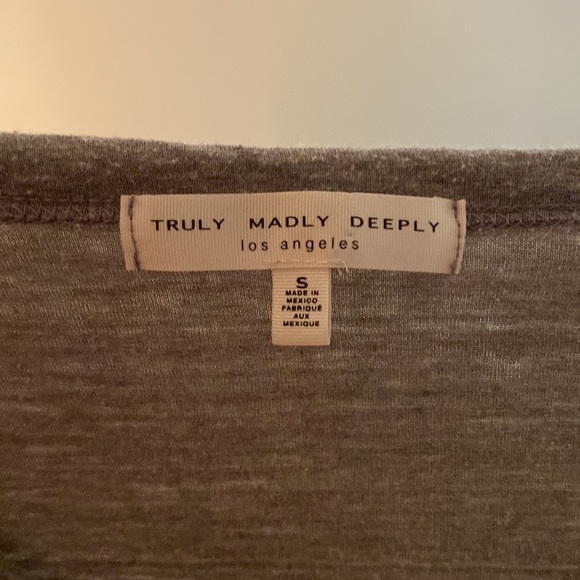 TRULY MADLY DEEPLY
los angeles
S
MADE IN
MEXICO
FABRIQUÉ
AUX
MEXIQUE